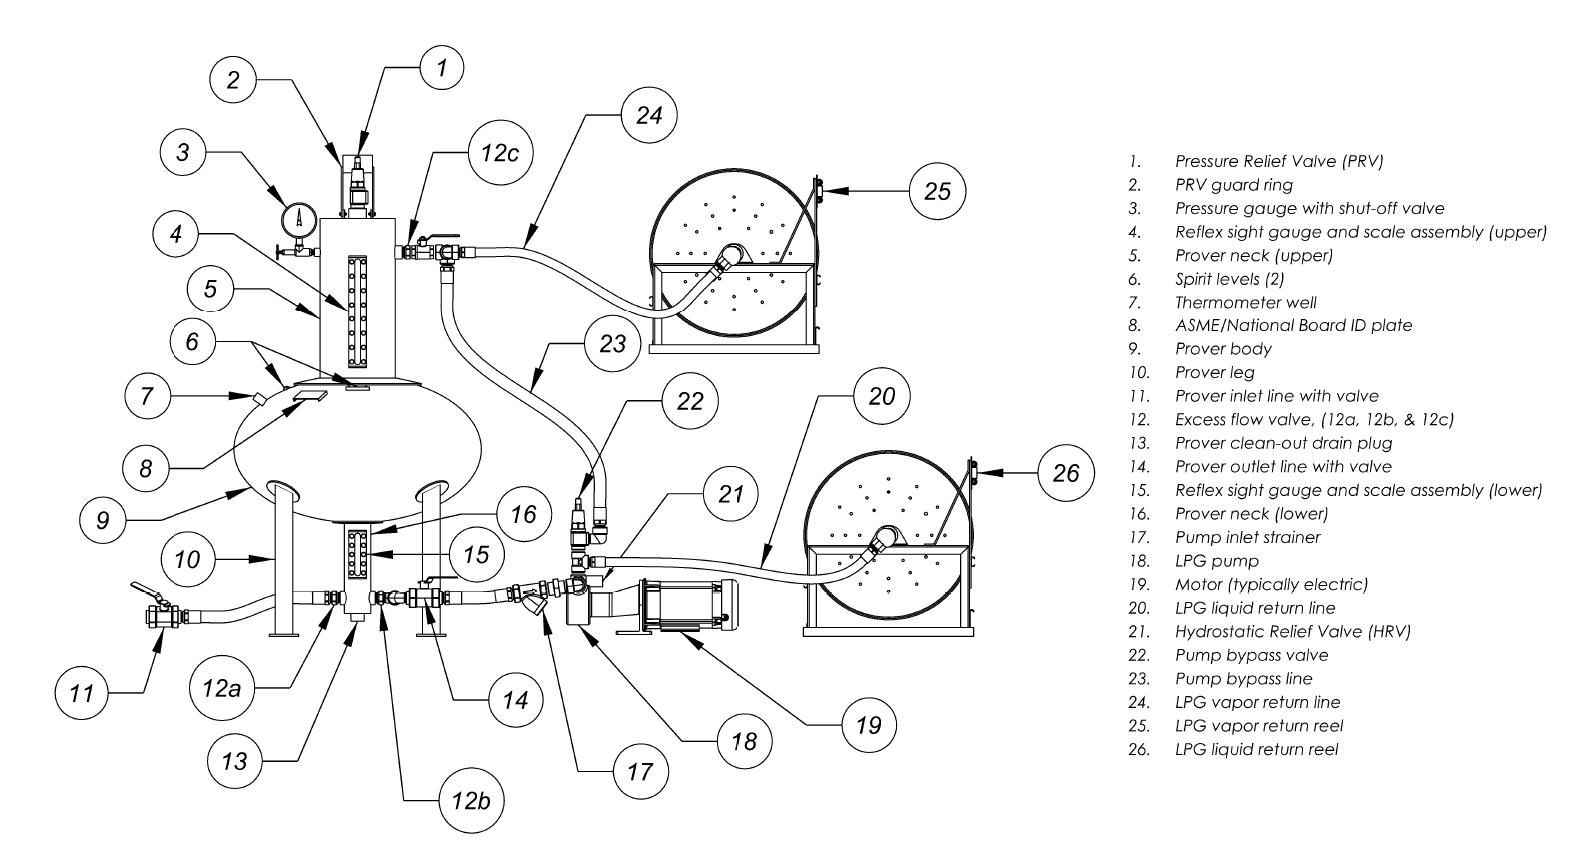 1
2
24
12c
3
25
4
5
6
23
7
20
22
8
26
21
9
16
10
15
11
12a
14
19
13
18
17
12b
1. Pressure Relief Valve (PRV)
2. PRV guard ring
3. Pressure gauge with shut-off valve
4. Reflex sight gauge and scale assembly (upper)
5. Prover neck (upper)
6. Spirit levels (2)
7. Thermometer well
8. ASME/National Board ID plate
9. Prover body
10. Prover leg
11. Prover inlet line with valve
12. Excess flow valve, (12a, 12b, & 12c)
13. Prover clean-out drain plug
14. Prover outlet line with valve
15. Reflex sight gauge and scale assembly (lower)
16. Prover neck (lower)
17. Pump inlet strainer
18. LPG pump
19. Motor (typically electric)
20. LPG liquid return line
21. Hydrostatic Relief Valve (HRV)
22. Pump bypass valve
23. Pump bypass line
24. LPG vapor return line
25. LPG vapor return reel
26. LPG liquid return reel